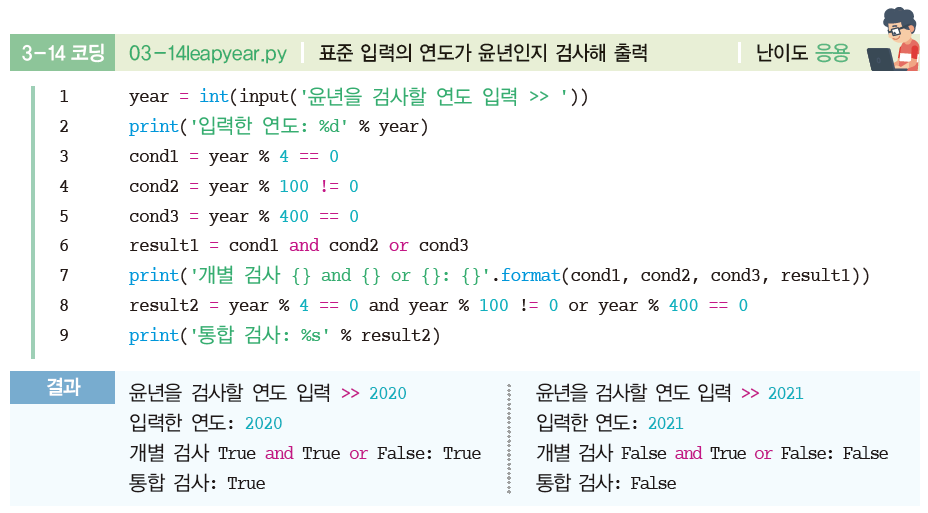 3-14 코딩 03-14leapyear.py 표준 입력의 연도가 윤년인지 검사해 출력 난이도 응용
1 year = int(input('윤년을 검사할 연도 입력 >> '))
2 print('입력한 연도: %d' % year)
3 cond1 = year % 4 == 0
4 cond2 = year % 100 != 0
5 cond3 = year % 400 == 0
6 result1 = cond1 and cond2 or cond3
7 print('개별 검사 {} and {} or {}: {}'.format(cond1, cond2, cond3, result1))
8 result2 = year % 4 == 0 and year % 100 != 0 or year % 400 == 0
9 print('통합 검사: %s' % result2)
결과
윤년을 검사할 연도 입력 >> 2020
입력한 연도: 2020
개별 검사 True and True or False: True
통합 검사: True
윤년을 검사할 연도 입력 >> 2021
입력한 연도: 2021
개별 검사 False and True or False: False
통합 검사: False